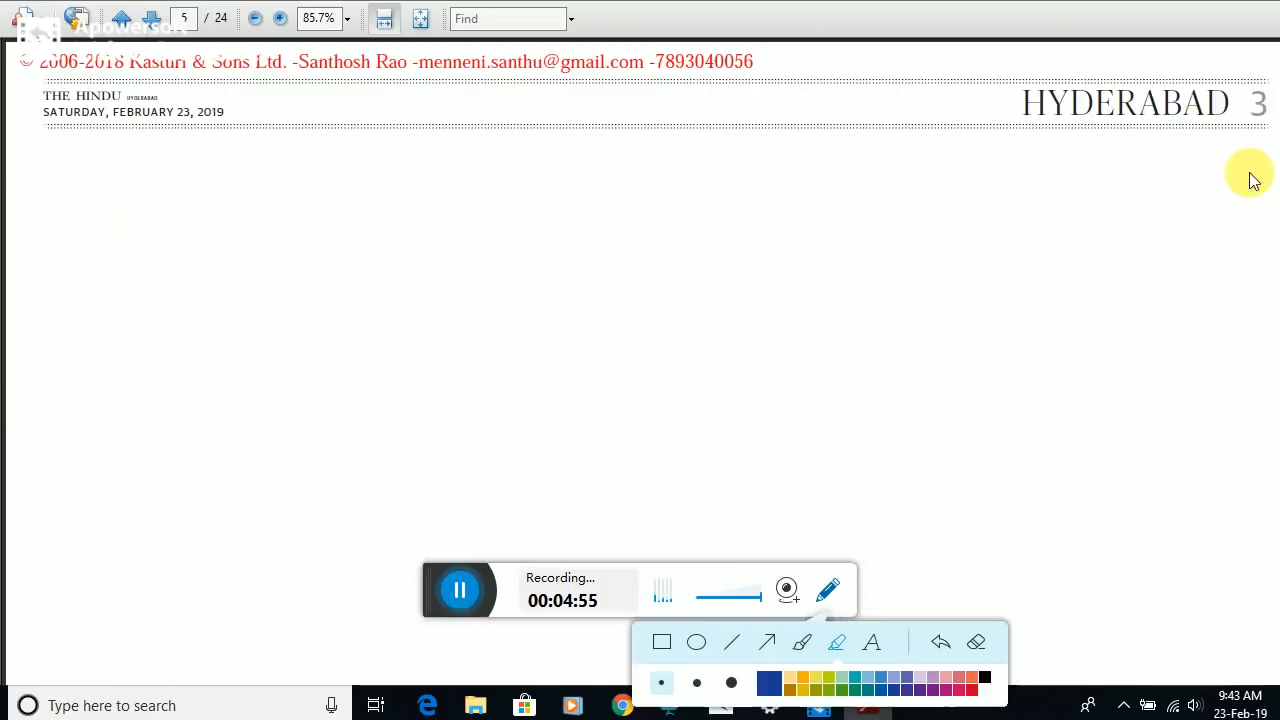 5 / 24 85.7% Find
Apowersoft
© 2006-2018 Kasturi & Sons Ltd. -Santhosh Rao -menneni.santhu@gmail.com -7893040056
THE HINDU HYDERABAD
SATURDAY, FEBRUARY 23, 2019
HYDERABAD 3
Recording...
00:04:55
A
Type here to search
9:43 AM
23-Feb-19